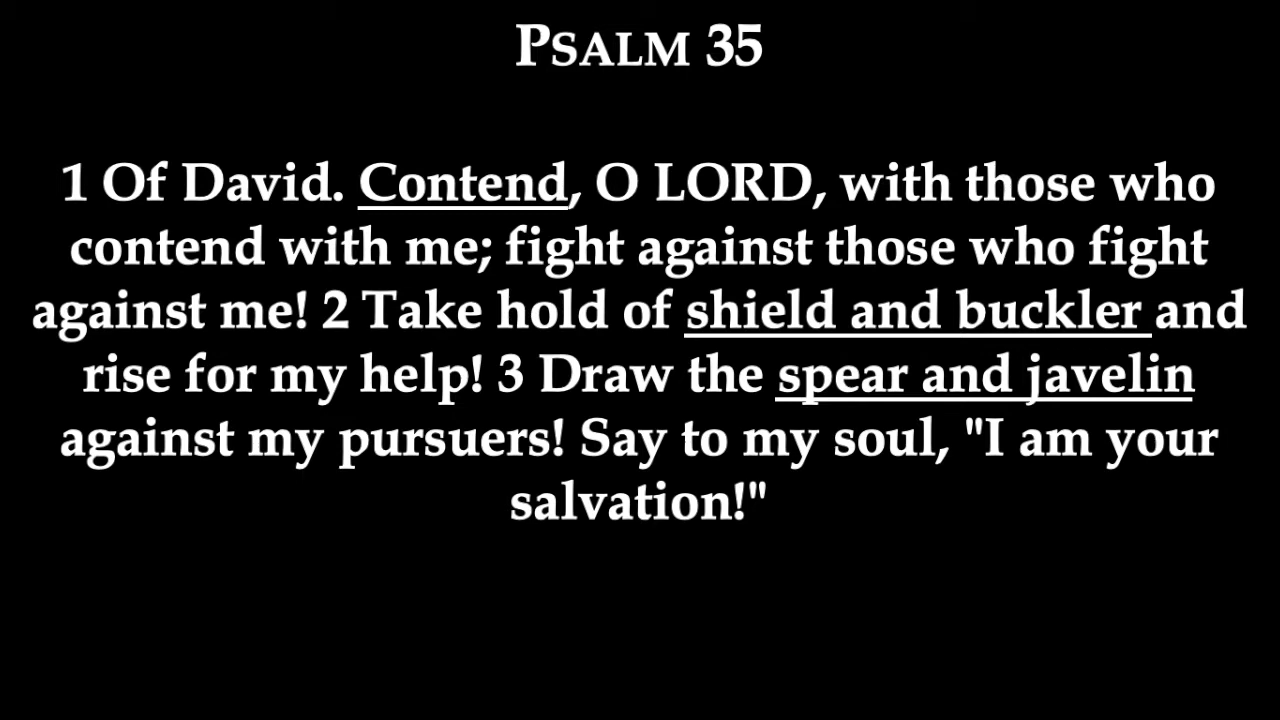 PSALM 35
1 Of David. Contend, O LORD, with those who
contend with me; fight against those who fight
against me! 2 Take hold of shield and buckler and
rise for my help! 3 Draw the spear and javelin
against my pursuers! Say to my soul, "I am your
salvation!"